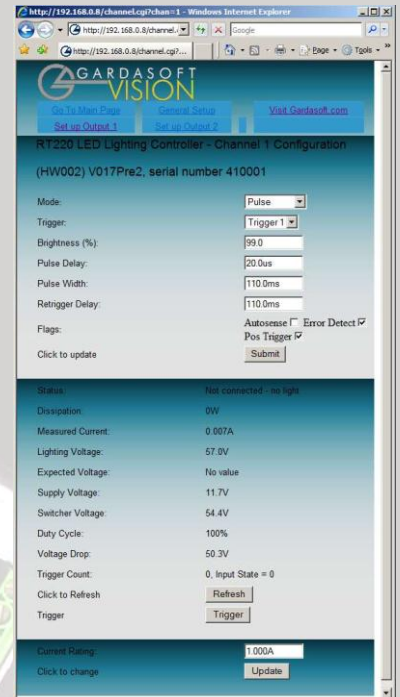 http://192.168.0.8/channel.cgi?chan=1 - Windows Internet Explorer
http://192.168.0.8/channel. Google
http://192.168.0.8/channel.cgi?... Page Tools
GARDASOFT
VISION
Go To Main Page General Setup Visit Gardasoft.com
Set up Output 1 Set up Output 2
RT220 LED Lighting Controller - Channel 1 Configuration
(HW002) V017Pre2, serial number 410001
Mode: Pulse
Trigger: Trigger 1
Brightness (%): 99.0
Pulse Delay: 20.0us
Pulse Width: 110.0ms
Retrigger Delay: 110.0ms
Flags: Autosense Error Detect
Pos Trigger
Click to update Submit
Status: Not connected - no light
Dissipation: 0W
Measured Current: 0.007A
Lighting Voltage: 57.0V
Expected Voltage: No value
Supply Voltage: 11.7V
Switcher Voltage: 54.4V
Duty Cycle: 100%
Voltage Drop: 50.3V
Trigger Count: 0, Input State = 0
Click to Refresh Refresh
Trigger Trigger
Current Rating: 1.000A
Click to change Update